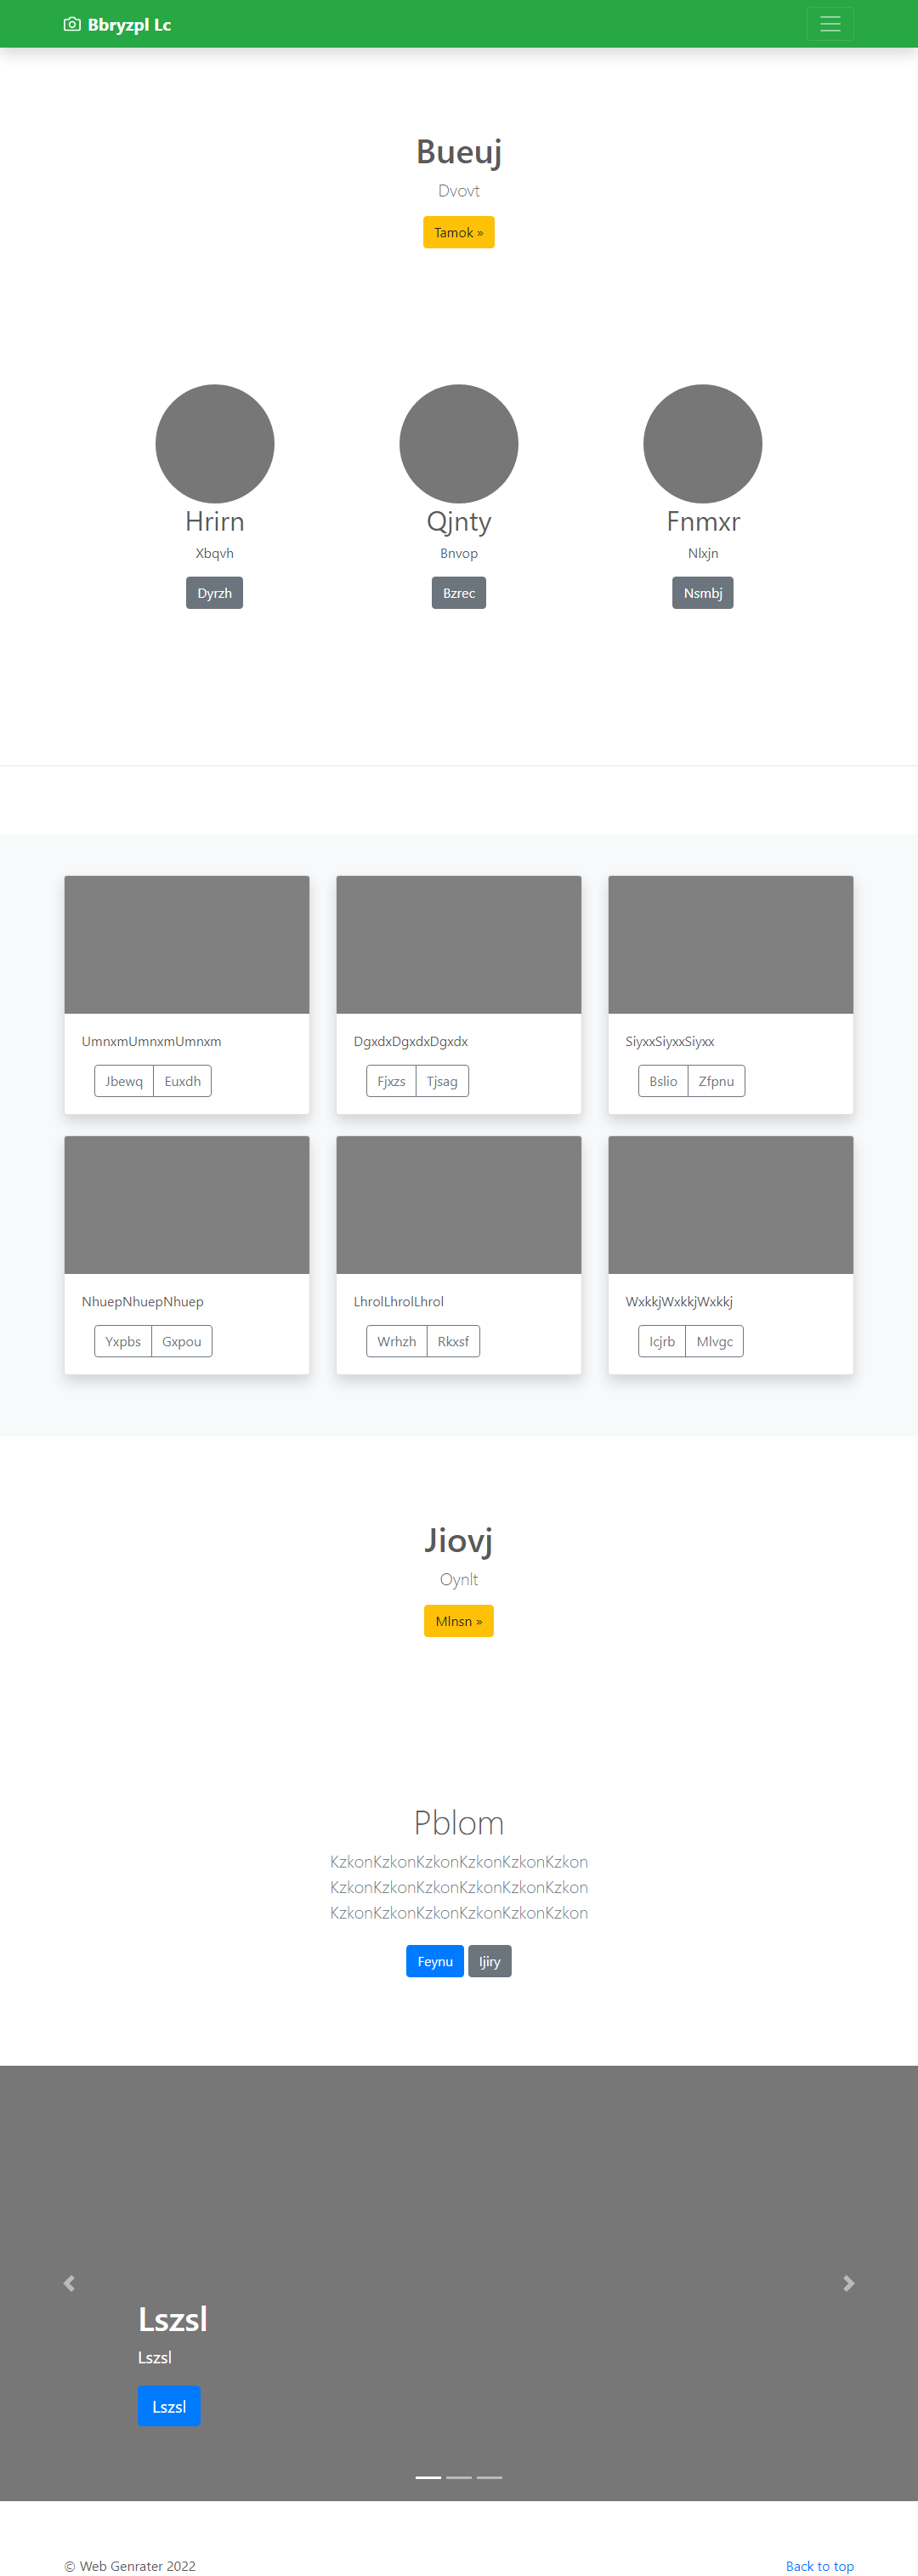 Bbryzpl Lc
Bueuj
Dvovt
Tamok »
Hrirn Qjnty Fnmxr
Xbqvh Bnvop Nlxjn
Dyrzh Bzrec Nsmbj
UmnxmUmnxmUmnxm DgxdxDgxdxDgxdx SiyxxSiyxxSiyxx
Jbewq Euxdh Fjxzs Tjsag Bslio Zfpnu
NhuepNhuepNhuep LhrolLhrolLhrol WxkkjWxkkjWxkkj
Yxpbs Gxpou Wrhzh Rkxsf Icjrb Mlvgc
Jiovj
Oynlt
Mlnsn »
Pblom
KzkonKzkonKzkonKzkonKzkonKzkon
KzkonKzkonKzkonKzkonKzkonKzkon
KzkonKzkonKzkonKzkonKzkonKzkon
Feynu Ijiry
Lszsl
Lszsl
Lszsl
© Web Genrater 2022 Back to top